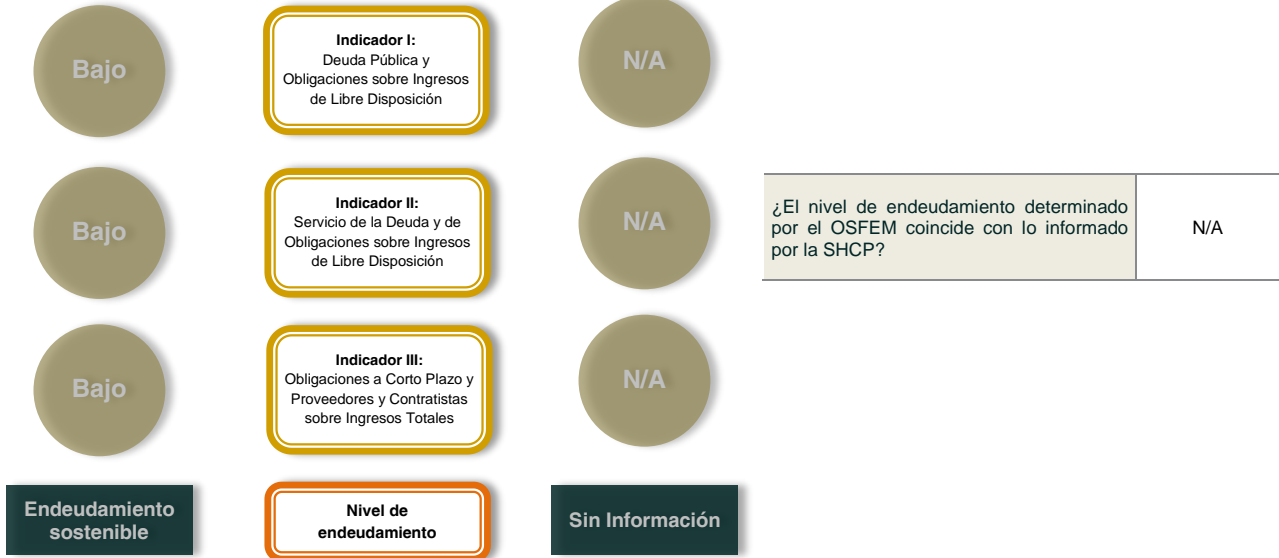 Bajo
Indicador I:
Deuda Pública y
Obligaciones sobre Ingresos
de Libre Disposición
N/A
Bajo
Indicador II:
Servicio de la Deuda y de
Obligaciones sobre Ingresos
de Libre Disposición
N/A
¿El nivel de endeudamiento determinado
por el OSFEM coincide con lo informado
por la SHCP?
N/A
Bajo
Indicador III:
Obligaciones a Corto Plazo y
Proveedores y Contratistas
sobre Ingresos Totales
N/A
Endeudamiento
sostenible
Nivel de
endeudamiento
Sin Información